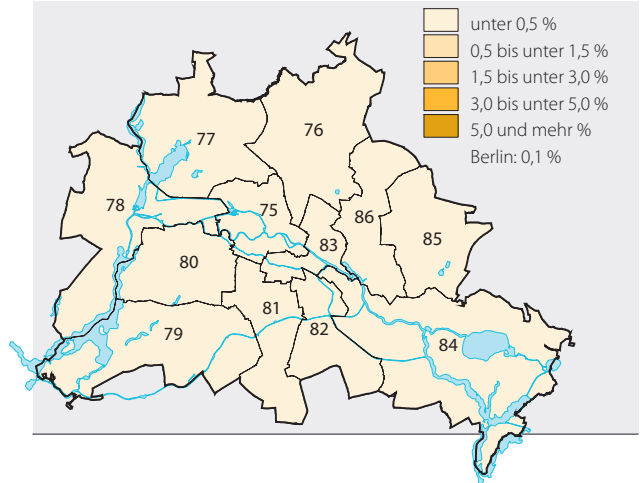 unter 0,5 %
0,5 bis unter 1,5 %
1,5 bis unter 3,0 %
3,0 bis unter 5,0 %
5,0 und mehr %
Berlin: 0,1 %
77
76
78
75
86
83
85
80
81
79
82
84